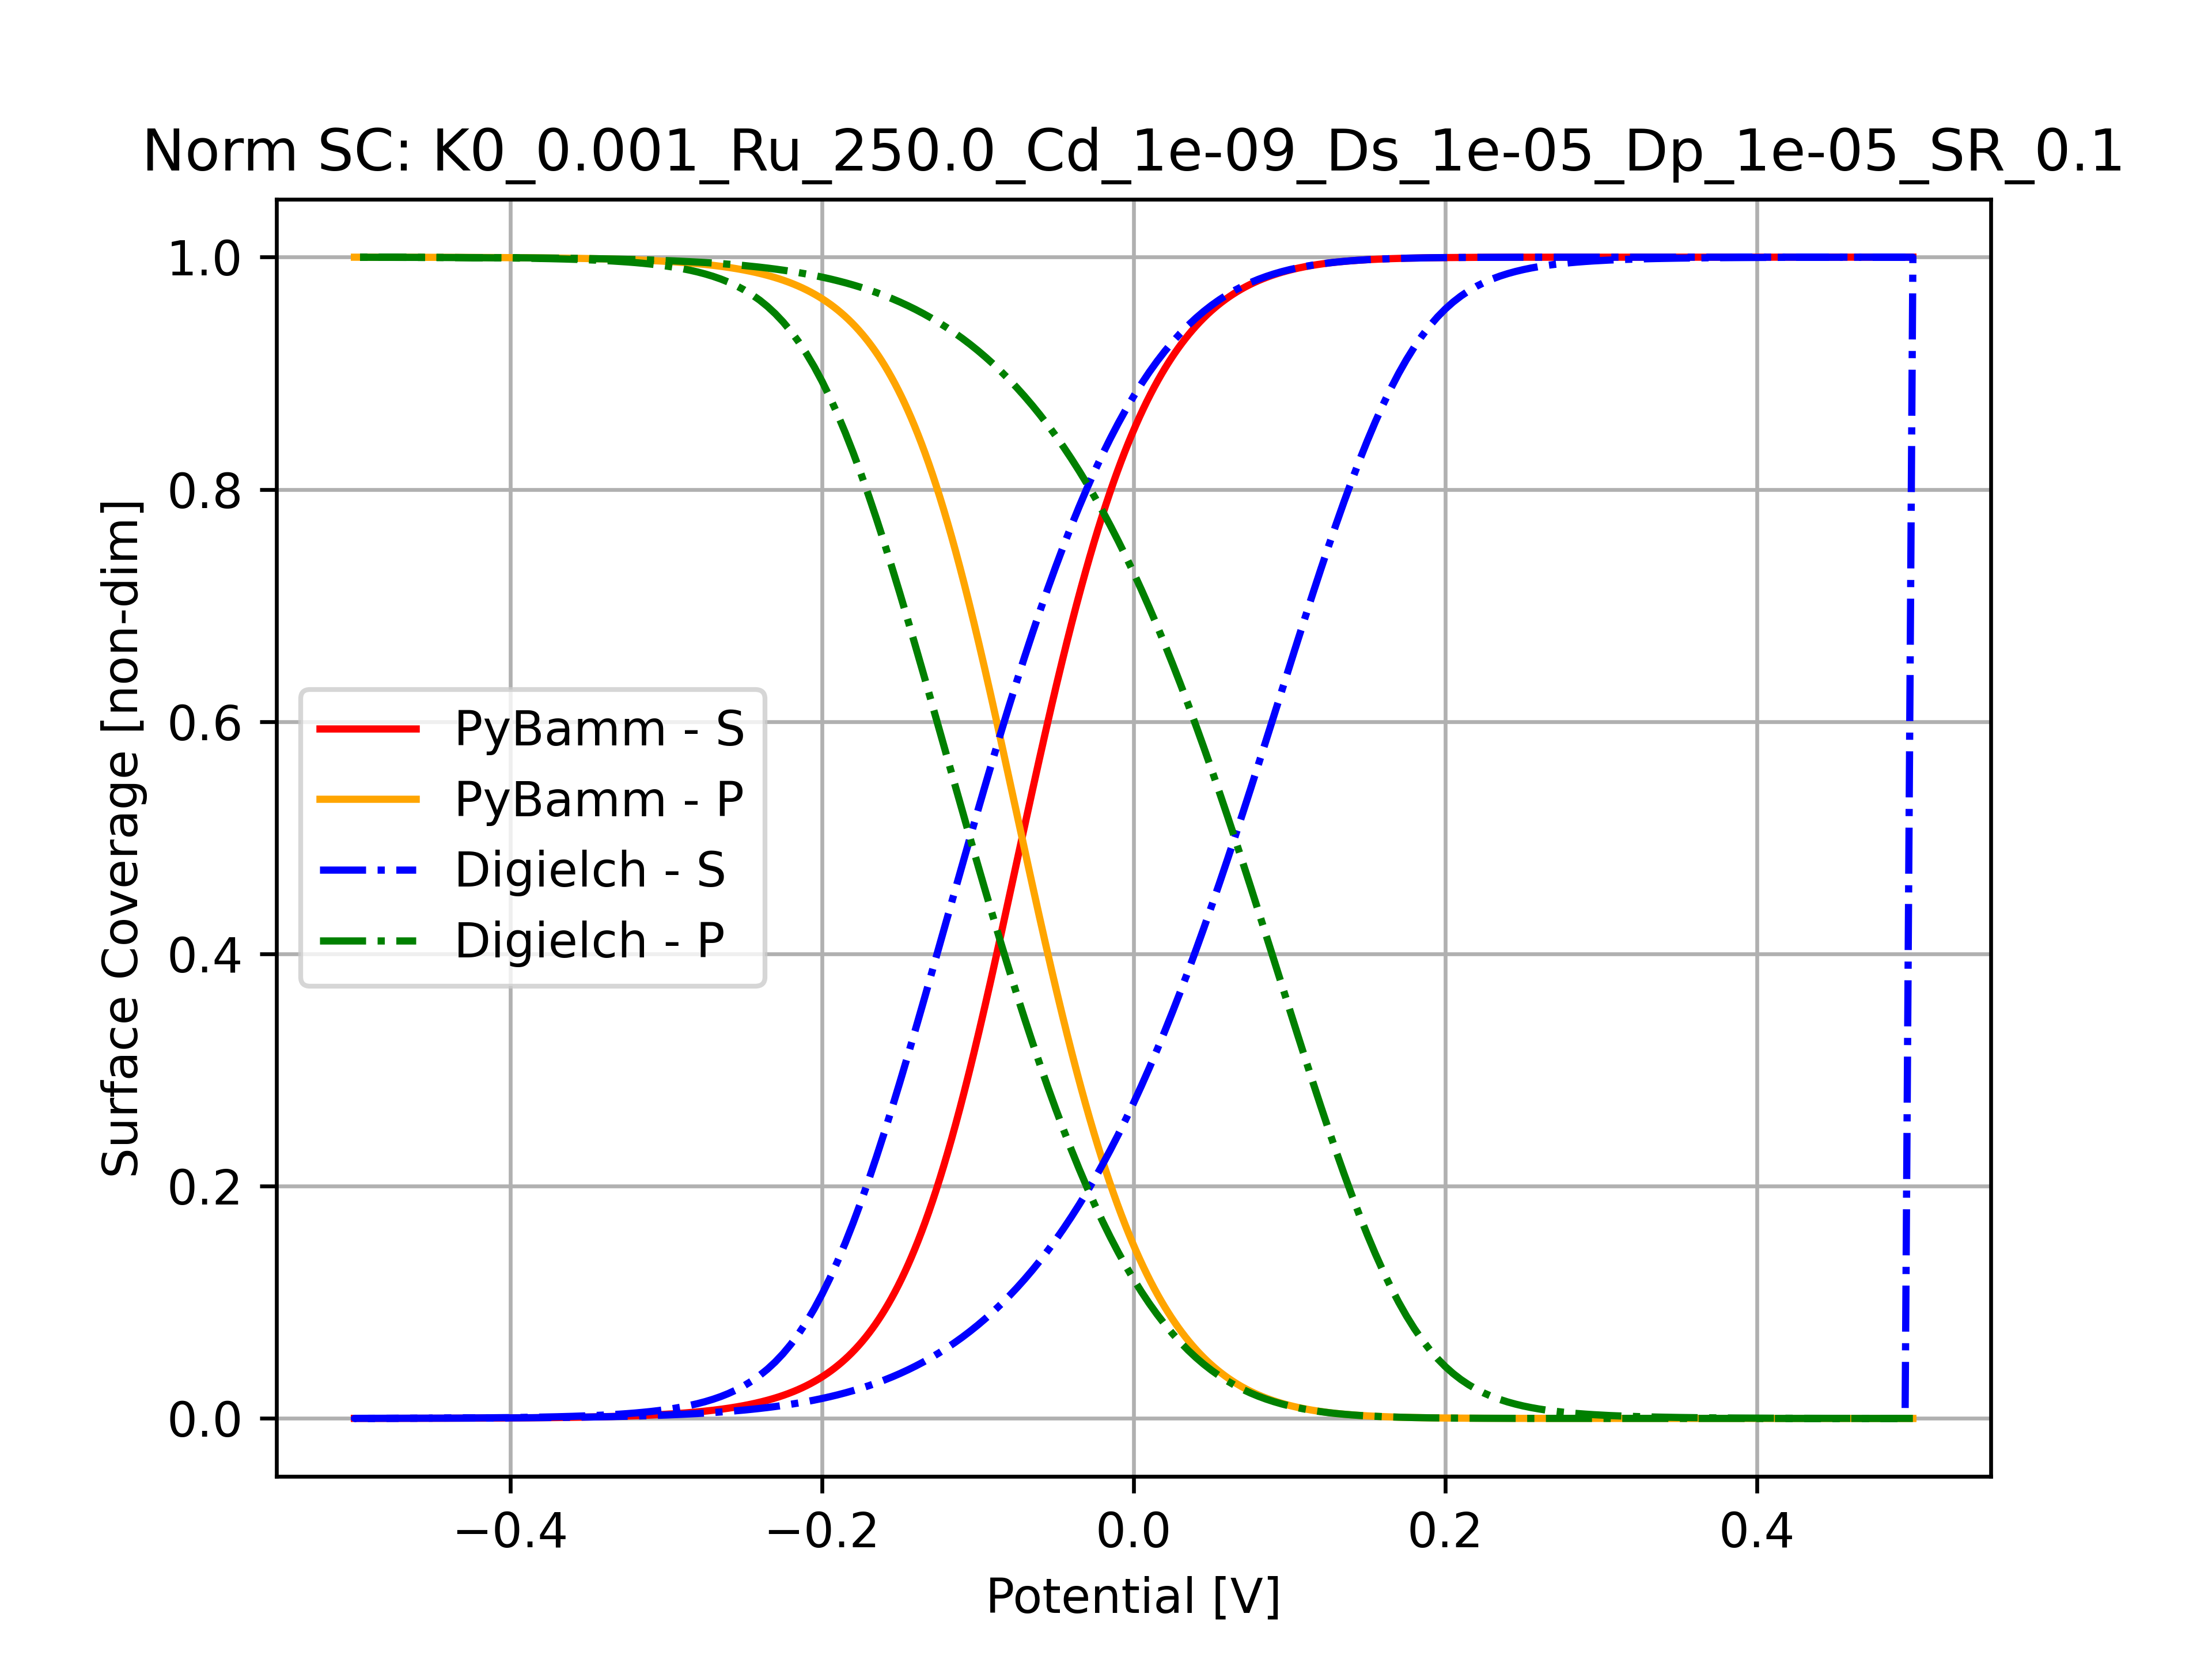 Norm SC: K0_0.001_Ru_250.0_Cd_1e-09_Ds_1e-05_Dp_1e-05_SR_0.1
Surface Coverage [non-dim]
1.0
0.8
0.6
0.4
0.2
0.0
PyBamm - S
PyBamm - P
Digielch - S
Digielch - P
−0.4 −0.2 0.0 0.2 0.4
Potential [V]